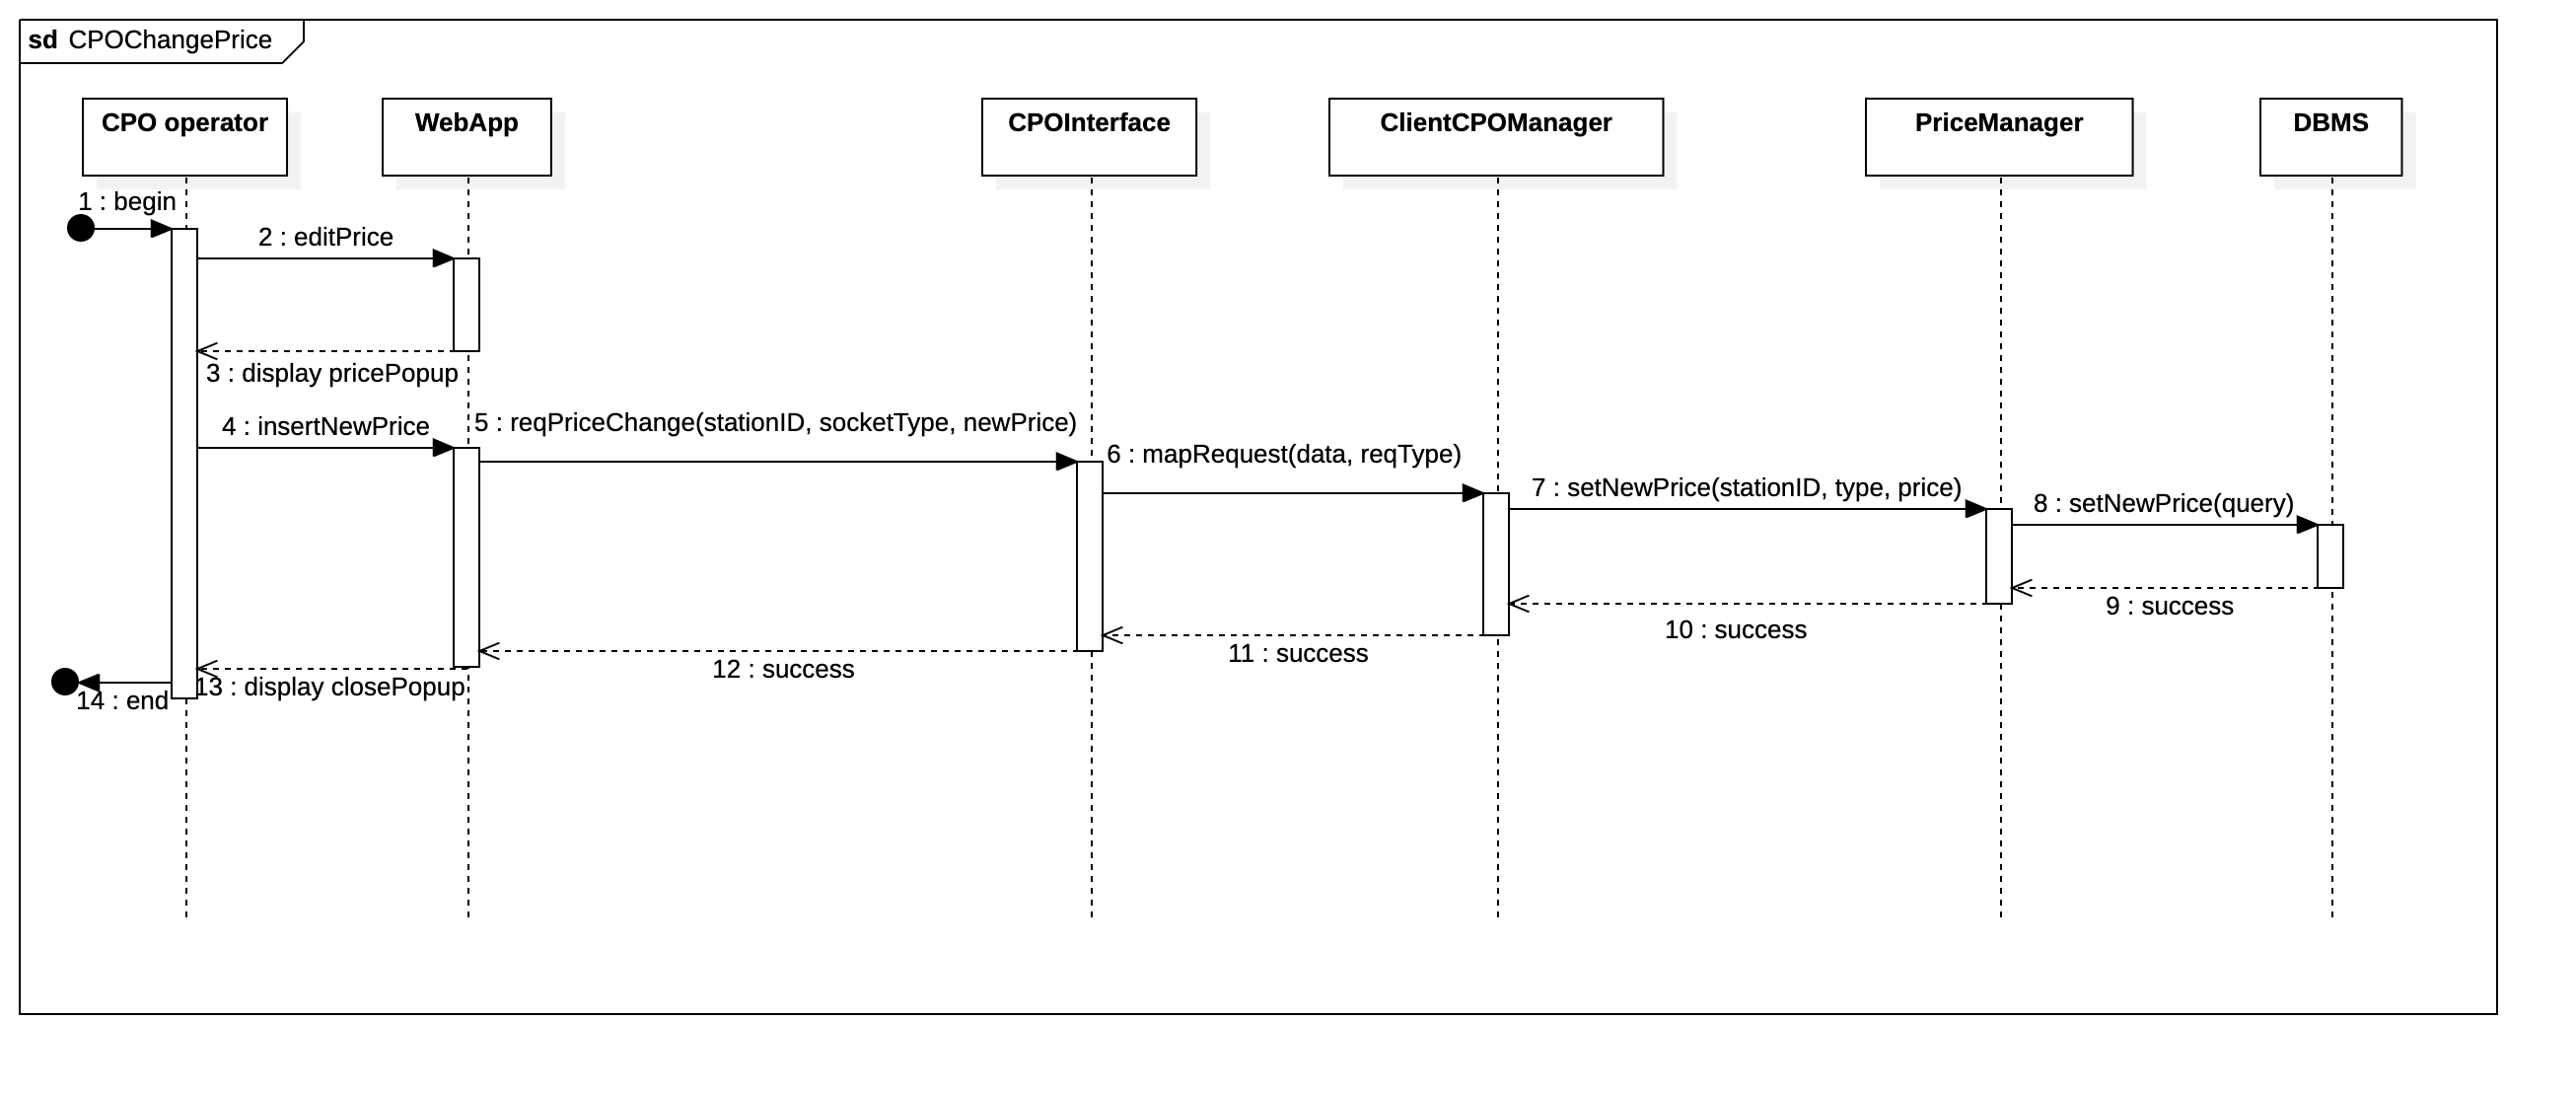 sd CPOChangePrice
CPO operator
WebApp
CPOInterface
ClientCPOManager
PriceManager
DBMS
1 : begin
2 : editPrice
3 : display pricePopup
4 : insertNewPrice
5 : reqPriceChange(stationID, socketType, newPrice)
6 : mapRequest(data, reqType)
7 : setNewPrice(stationID, type, price)
8 : setNewPrice(query)
9 : success
10 : success
11 : success
12 : success
13 : display closePopup
14 : end